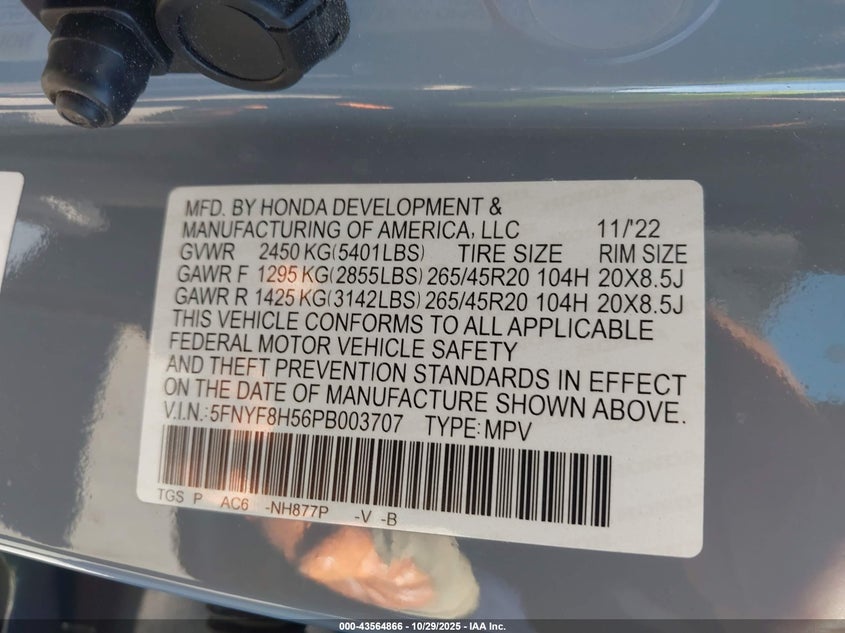 MFD. BY HONDA DEVELOPMENT &
MANUFACTURING OF AMERICA, LLC 11/'22
GVWR 2450 KG(5401LBS) TIRE SIZE RIM SIZE
GAWR F 1295 KG(2855LBS) 265/45R20 104H 20X8.5J
GAWR R 1425 KG(3142LBS) 265/45R20 104H 20X8.5J
THIS VEHICLE CONFORMS TO ALL APPLICABLE
FEDERAL MOTOR VEHICLE SAFETY
AND THEFT PREVENTION STANDARDS IN EFFECT
ON THE DATE OF MANUFACTURE SHOWN ABOVE.
V.I.N.:5FNYF8H56PB003707 TYPE:MPV
TGS P AC6 -NH877P -V -B
000-43564866 * 10/29/2025 - IAA Inc.